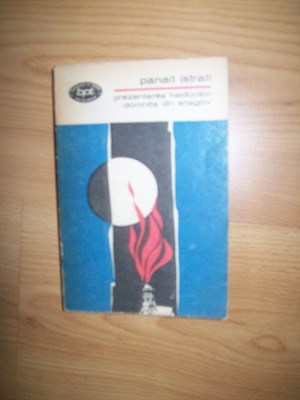 bpt
panait istrati
prezentarea haiducilor
domnița din snagov